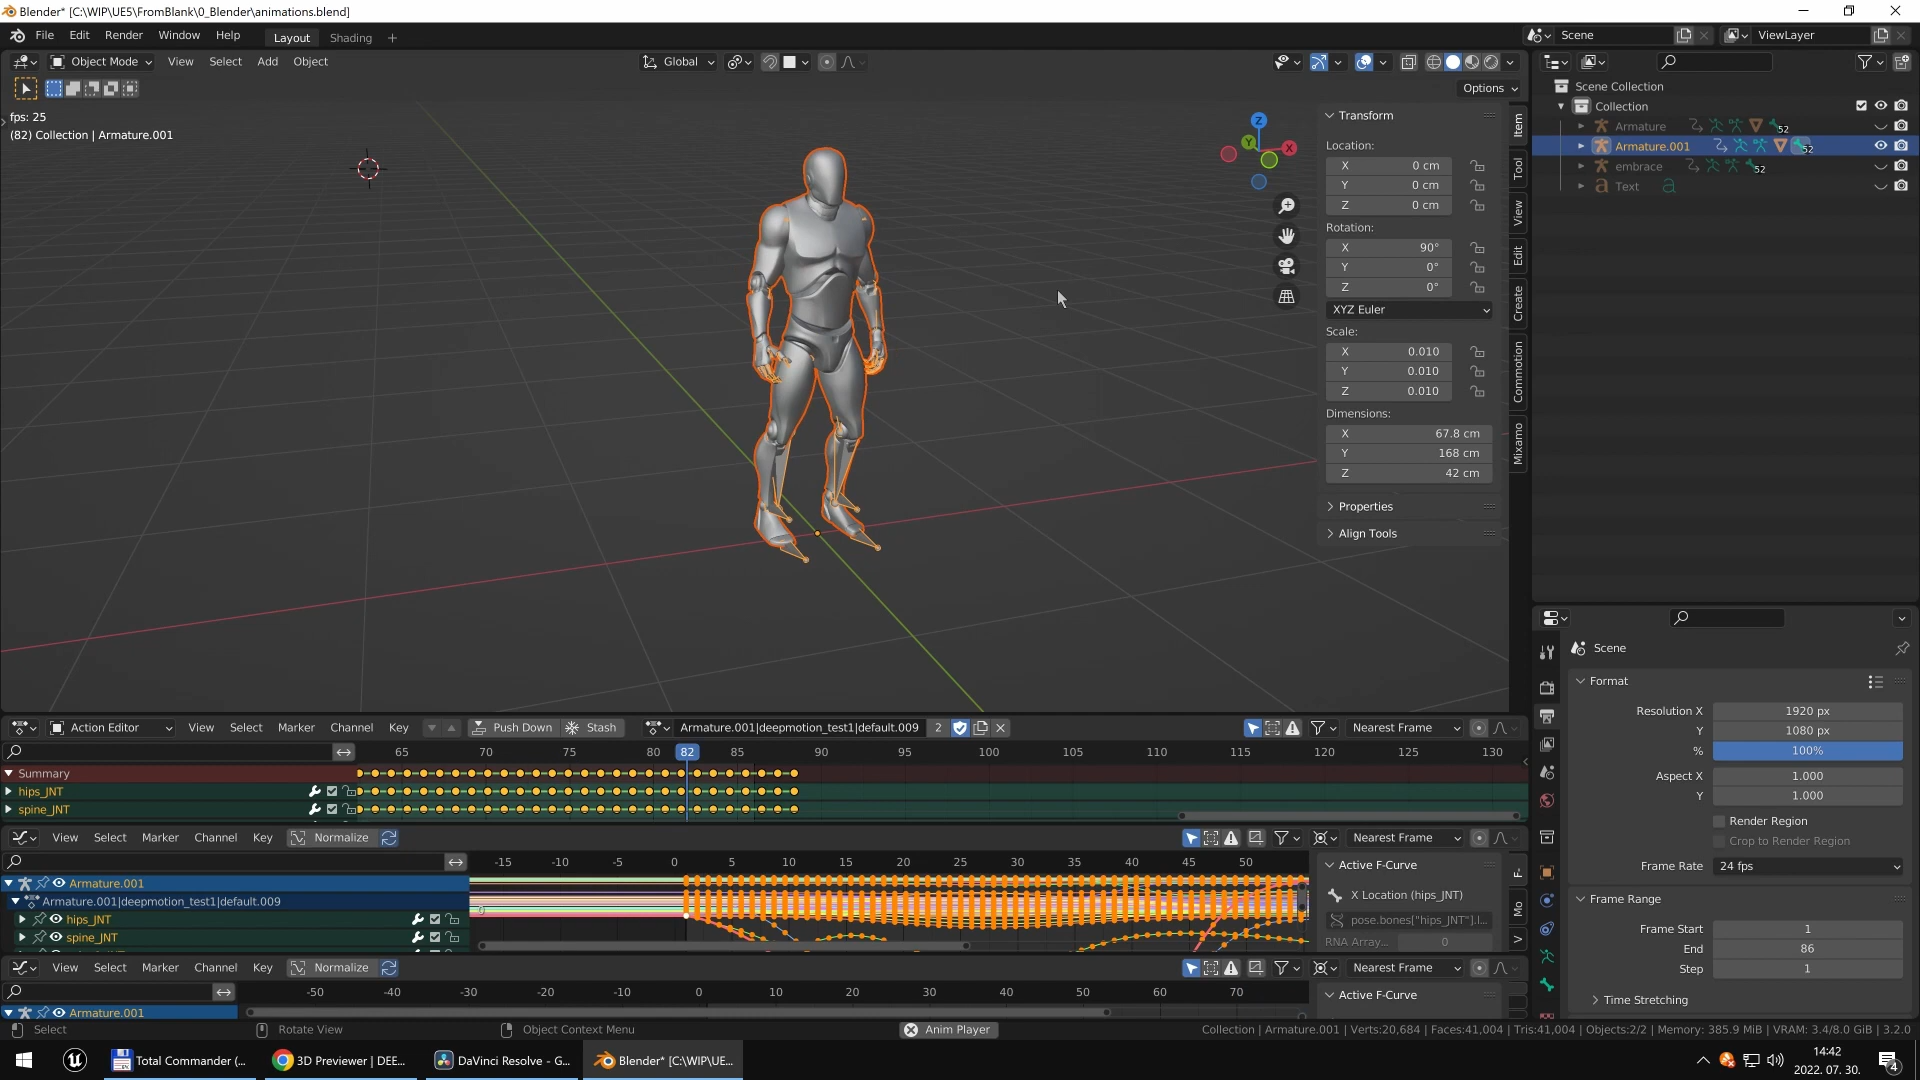 Blender* [C:\WIP\UE5\FromBlank\0_Blender\animations.blend]
File Edit Render Window Help Layout Shading + Scene ViewLayer
Object Mode View Select Add Object Global
Options
fps: 25
(82) Collection | Armature.001
Z
Y
X
Transform
Location:
X 0 cm
Y 0 cm
Z 0 cm
Rotation:
X 90°
Y 0°
Z 0°
XYZ Euler
Scale:
X 0.010
Y 0.010
Z 0.010
Dimensions:
X 67.8 cm
Y 168 cm
Z 42 cm
Properties
Align Tools
Item
Tool
View
Edit
Create
Commotion
Mixamo
Scene Collection
Collection
Armature 52
Armature.001 52
embrace 52
Text
Scene
Format
Resolution X 1920 px
Y 1080 px
% 100%
Aspect X 1.000
Y 1.000
Render Region
Crop to Render Region
Frame Rate 24 fps
Frame Range
Frame Start 1
End 86
Step 1
Time Stretching
Action Editor View Select Marker Channel Key Push Down Stash Armature.001|deepmotion_test1|default.009 2 Nearest Frame
65 70 75 80 82 85 90 95 100 105 110 115 120 125 130
Summary
hips_JNT
spine_JNT
View Select Marker Channel Key Normalize Nearest Frame
-15 -10 -5 0 5 10 15 20 25 30 35 40 45 50
Armature.001
Armature.001|deepmotion_test1|default.009
hips_JNT
spine_JNT
0
Active F-Curve
X Location (hips_JNT)
pose.bones["hips_JNT"].l...
RNA Array... 0
F-
Mo
V
View Select Marker Channel Key Normalize Nearest Frame
-50 -40 -30 -20 -10 0 10 20 30 40 50 60 70
Armature.001
Active F-Curve
Select Rotate View Object Context Menu Anim Player Collection | Armature.001 | Verts:20,684 | Faces:41,004 | Tris:41,004 | Objects:2/2 | Memory: 385.9 MiB | VRAM: 3.4/8.0 GiB | 3.2.0
Total Commander (... 3D Previewer | DEE... DaVinci Resolve - G... Blender* [C:\WIP\UE...
14:42
2022. 07. 30.
4